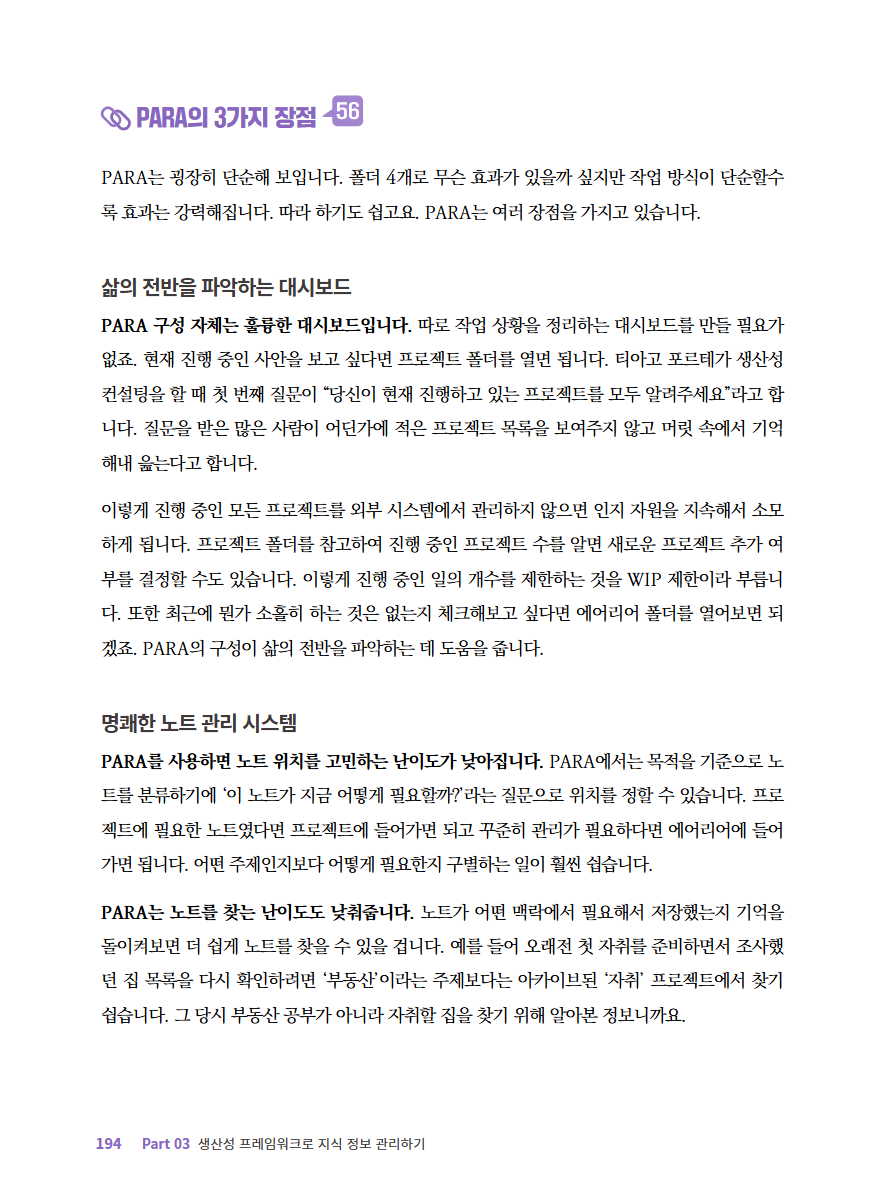 PARA의 3가지 장점 56
PARA는 굉장히 단순해 보입니다. 폴더 4개로 무슨 효과가 있을까 싶지만 작업 방식이 단순할수
록 효과는 강력해집니다. 따라 하기도 쉽고요. PARA는 여러 장점을 가지고 있습니다.
삶의 전반을 파악하는 대시보드
PARA 구성 자체는 훌륭한 대시보드입니다. 따로 작업 상황을 정리하는 대시보드를 만들 필요가
없죠. 현재 진행 중인 사안을 보고 싶다면 프로젝트 폴더를 열면 됩니다. 티아고 포르테가 생산성
컨설팅을 할 때 첫 번째 질문이 “당신이 현재 진행하고 있는 프로젝트를 모두 알려주세요”라고 합
니다. 질문을 받은 많은 사람이 어딘가에 적은 프로젝트 목록을 보여주지 않고 머릿 속에서 기억
해내 읊는다고 합니다.
이렇게 진행 중인 모든 프로젝트를 외부 시스템에서 관리하지 않으면 인지 자원을 지속해서 소모
하게 됩니다. 프로젝트 폴더를 참고하여 진행 중인 프로젝트 수를 알면 새로운 프로젝트 추가 여
부를 결정할 수도 있습니다. 이렇게 진행 중인 일의 개수를 제한하는 것을 WIP 제한이라 부릅니
다. 또한 최근에 뭔가 소홀히 하는 것은 없는지 체크해보고 싶다면 에어리어 폴더를 열어보면 되
겠죠. PARA의 구성이 삶의 전반을 파악하는 데 도움을 줍니다.
명쾌한 노트 관리 시스템
PARA를 사용하면 노트 위치를 고민하는 난이도가 낮아집니다. PARA에서는 목적을 기준으로 노
트를 분류하기에 ‘이 노트가 지금 어떻게 필요할까?’라는 질문으로 위치를 정할 수 있습니다. 프로
젝트에 필요한 노트였다면 프로젝트에 들어가면 되고 꾸준히 관리가 필요하다면 에어리어에 들어
가면 됩니다. 어떤 주제인지보다 어떻게 필요한지 구별하는 일이 훨씬 쉽습니다.
PARA는 노트를 찾는 난이도도 낮춰줍니다. 노트가 어떤 맥락에서 필요해서 저장했는지 기억을
돌이켜보면 더 쉽게 노트를 찾을 수 있을 겁니다. 예를 들어 오래전 첫 자취를 준비하면서 조사했
던 집 목록을 다시 확인하려면 ‘부동산’이라는 주제보다는 아카이브된 ‘자취’ 프로젝트에서 찾기
쉽습니다. 그 당시 부동산 공부가 아니라 자취할 집을 찾기 위해 알아본 정보니까요.
194 Part 03 생산성 프레임워크로 지식 정보 관리하기